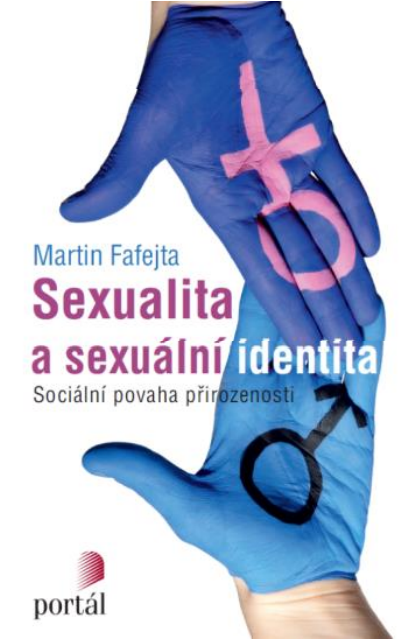 Martin Fafejta
Sexualita
a sexuální identita
Sociální povaha přirozenosti
portál